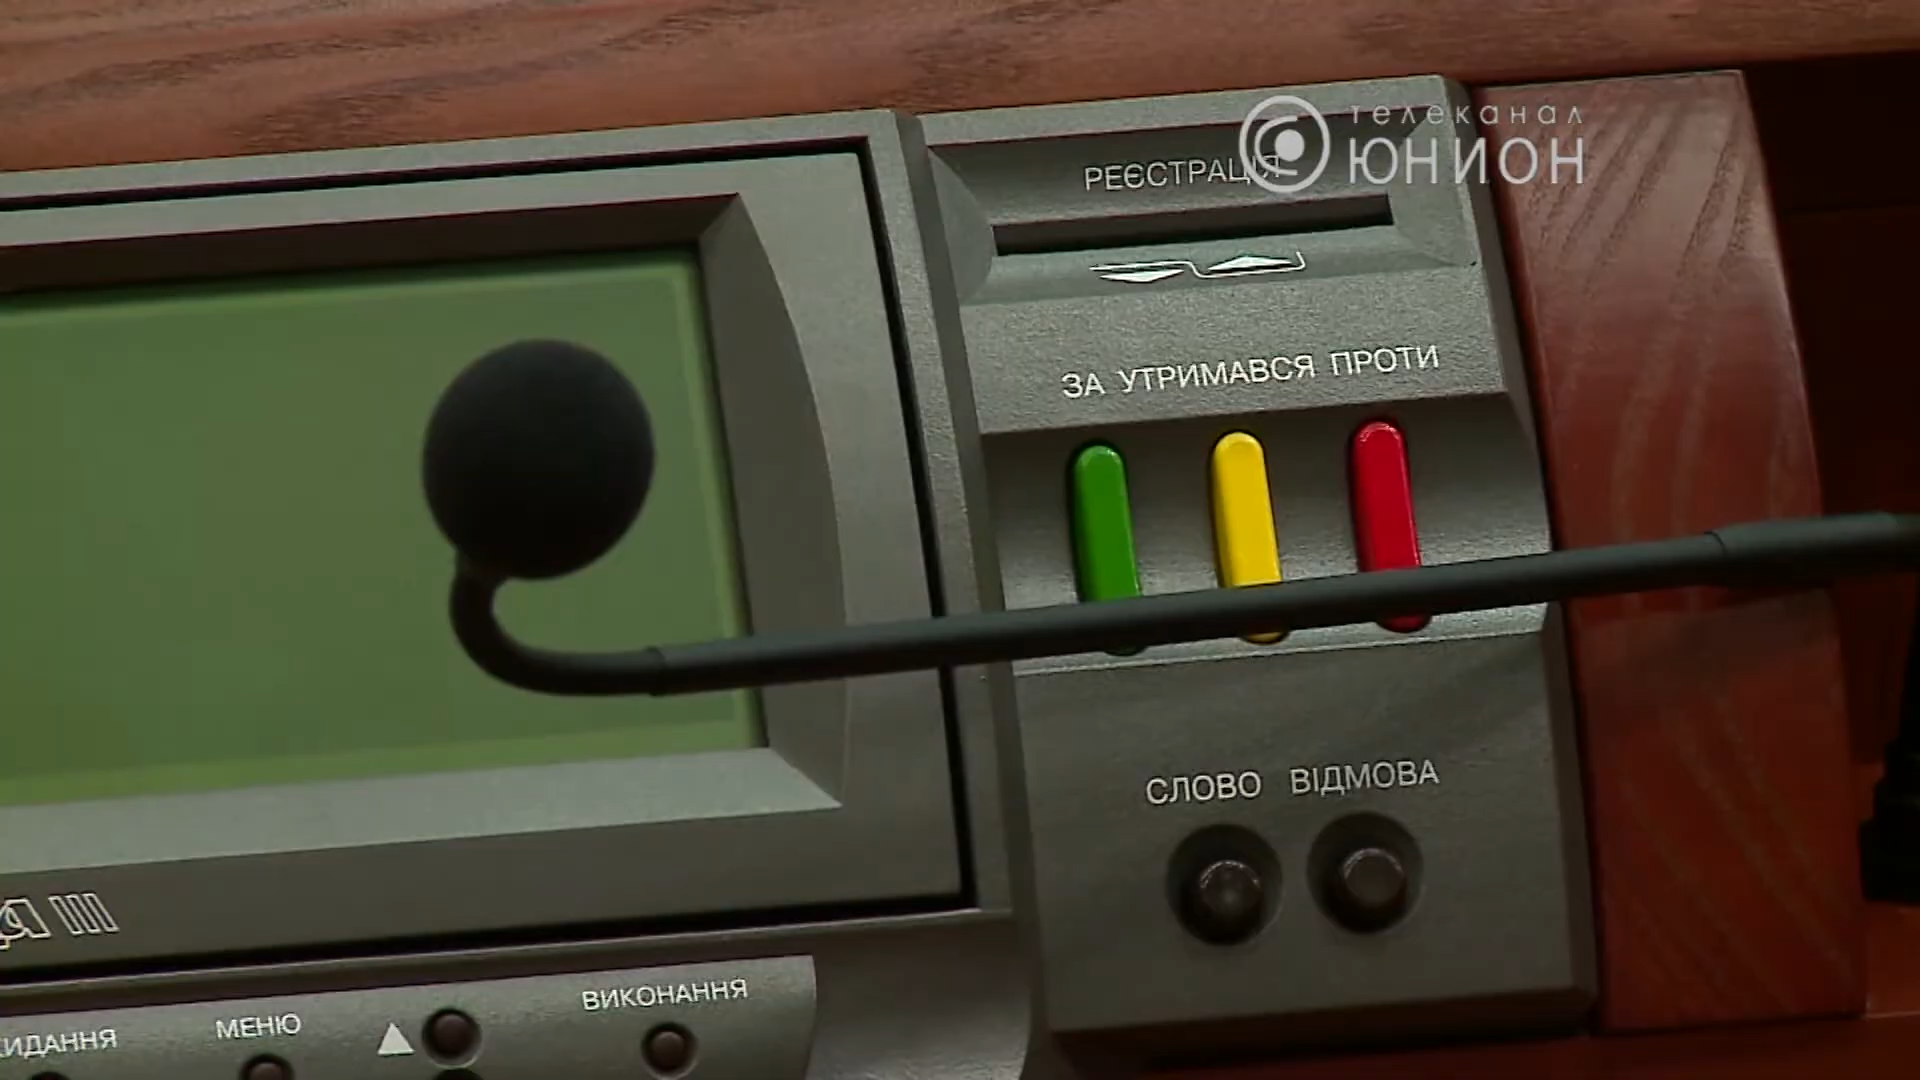 телеканал
ЮНИОН
РЕЄСТРАЦІЯ
ЗА УТРИМАВСЯ ПРОТИ
СЛОВО ВІДМОВА
ВИКОНАННЯ
МЕНЮ